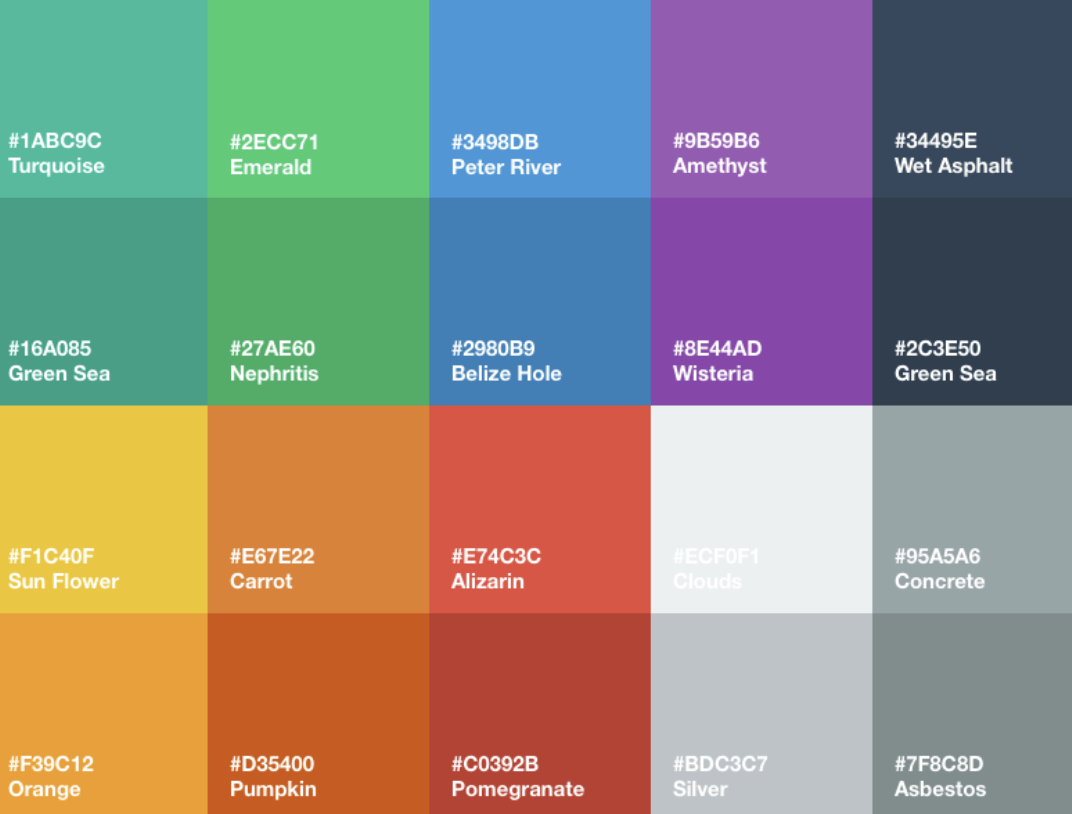 #1ABC9C
Turquoise
#2ECC71
Emerald
#3498DB
Peter River
#9B59B6
Amethyst
#34495E
Wet Asphalt
#16A085
Green Sea
#27AE60
Nephritis
#2980B9
Belize Hole
#8E44AD
Wisteria
#2C3E50
Green Sea
#F1C40F
Sun Flower
#E67E22
Carrot
#E74C3C
Alizarin
#ECF0F1
Clouds
#95A5A6
Concrete
#F39C12
Orange
#D35400
Pumpkin
#C0392B
Pomegranate
#BDC3C7
Silver
#7F8C8D
Asbestos